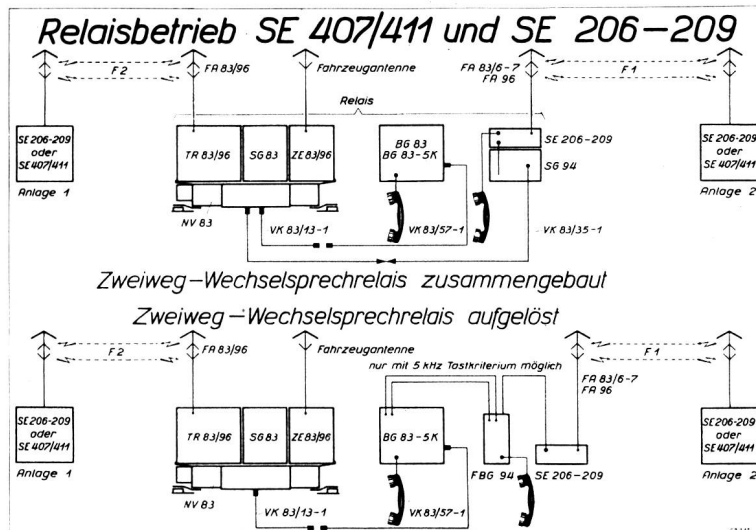 Relaisbetrieb SE 407/411 und SE 206-209
F2
FA 83/96
Fahrzeugantenne
FA 83/6-7
FA 96
F1
Relais
SE 206-209
oder
SE 407/411
Anlage 1
TR 83/96
SG 83
ZE 83/96
BG 83
BG 83-5K
SE 206-209
SG 94
SE 206-209
oder
SE 407/411
Anlage 2
NV 83
VK 83/13-1
VK 83/57-1
VK 83/35-1
Zweiweg-Wechselsprechrelais zusammengebaut
Zweiweg-Wechselsprechrelais aufgelöst
F2
FA 83/96
Fahrzeugantenne
nur mit 5 kHz Tastkriterium möglich
F1
FA 83/6-7
FA 96
SE 206-209
oder
SE 407/411
Anlage 1
TR 83/96
SG 83
ZE 83/96
BG 83-5K
FBG 94
SE 206-209
SE 206-209
oder
SE 407/411
Anlage 2
NV 83
VK 83/13-1
VK 83/57-1